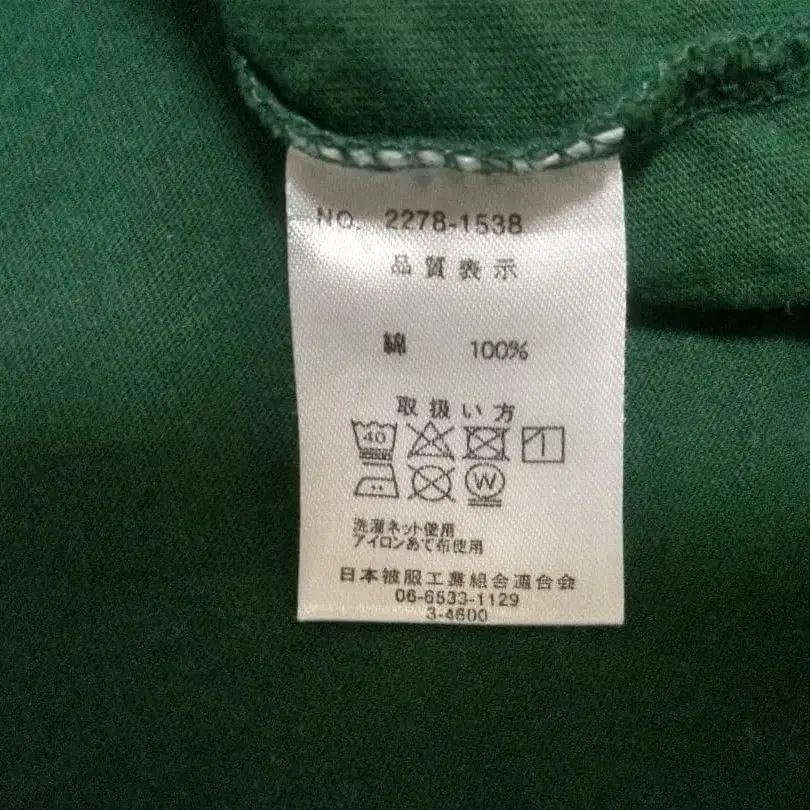 NO. 2278-1538
品質表示
綿 100%
取扱い方
40
W
洗濯ネット使用
アイロンあて布使用
日本被服工業組合連合会
06-6533-1129
3-4600